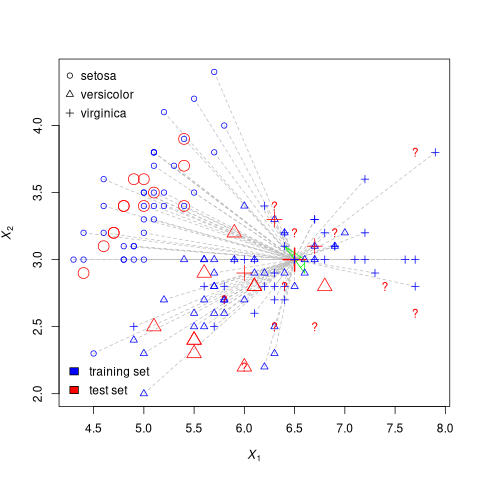 setosa
versicolor
virginica
X2
4.0
3.5
3.0
2.5
2.0
? ? ? ? ? ? ? ? ? ? ? ?
training set
test set
4.5 5.0 5.5 6.0 6.5 7.0 7.5 8.0
X1